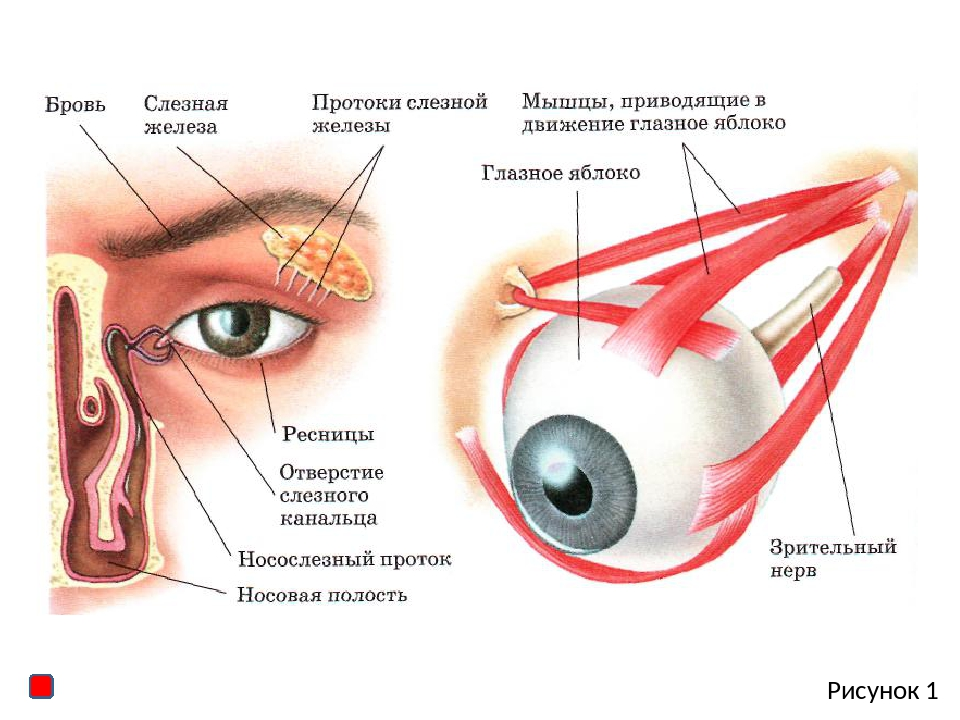 Бровь
Слезная
железа
Протоки слезной
железы
Мышцы, приводящие в
движение глазное яблоко
Глазное яблоко
Ресницы
Отверстие
слезного
канальца
Носослезный проток
Носовая полость
Зрительный
нерв
Рисунок 1